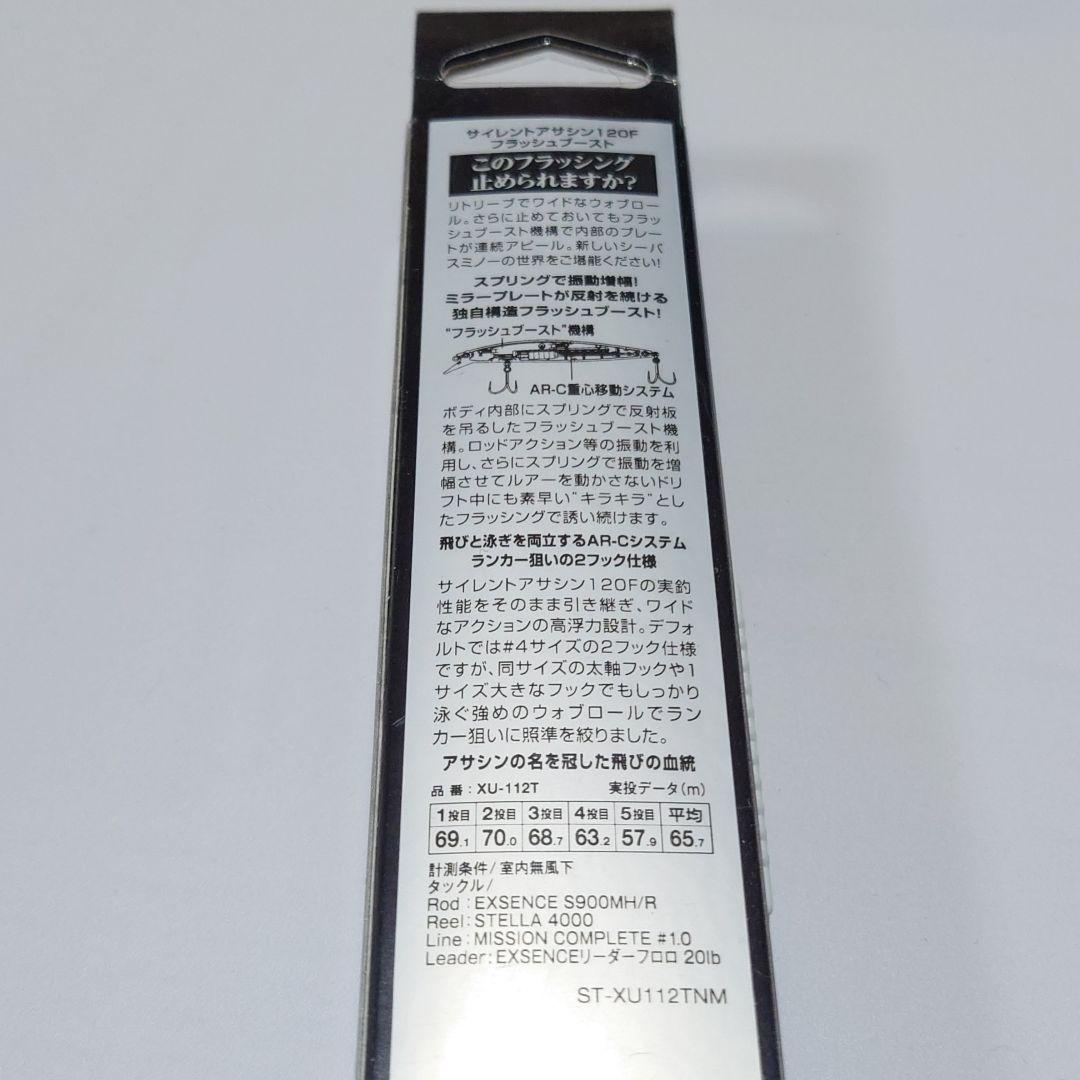 サイレントアサシン120F
フラッシュブースト
このフラッシング
止められますか?
リトリーブでワイドなウォブロー
ル。さらに止めておいてもフラッ
シュブースト機構で内部のプレー
トが連続アピール。新しいシーバ
スミノーの世界をご堪能ください!
スプリングで振動増幅!
ミラープレートが反射を続ける
独自構造フラッシュブースト!
"フラッシュブースト"機構
AR-C重心移動システム
ボディ内部にスプリングで反射板
を吊るしたフラッシュブースト機
構。ロッドアクション等の振動を利
用し、さらにスプリングで振動を増
幅させてルアーを動かさないドリ
フト中にも素早い"キラキラ"とし
たフラッシングで誘い続けます。
飛びと泳ぎを両立するAR-Cシステム
ランカー狙いの2フック仕様
サイレントアサシン120Fの実釣
性能をそのまま引き継ぎ、ワイド
なアクションの高浮力設計。デフォ
ルトでは#4サイズの2フック仕様
ですが、同サイズの太軸フックや1
サイズ大きなフックでもしっかり
泳ぐ強めのウォブロールでラン
カー狙いに照準を絞りました。
アサシンの名を冠した飛びの血統
品 番 : XU-112T 実投データ(m)
1投目 2投目 3投目 4投目 5投目 平均
69.1 70.0 68.7 63.2 57.9 65.7
計測条件/室内無風下
タックル/
Rod : EXSENCE S900MH/R
Reel : STELLA 4000
Line : MISSION COMPLETE #1.0
Leader : EXSENCEリーダーフロロ 20lb
ST-XU112TNM